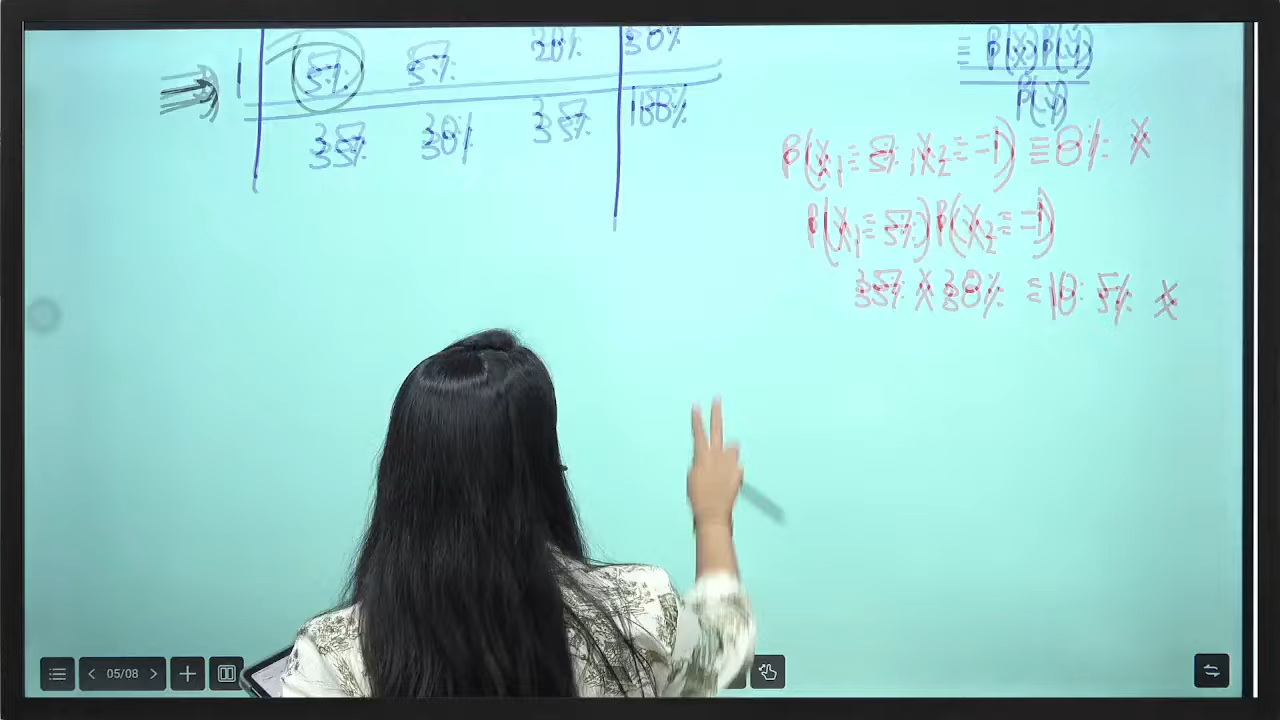 1 5% 5% 20% 30%
35% 30% 35% 100%
= P(X)P(Y)
P(Y)
P(X₁ = 5%, X₂ = -1) = 0%
P(X₁ = 5%)P(X₂ = -1)
35% X 30% = 10.5%
05/08